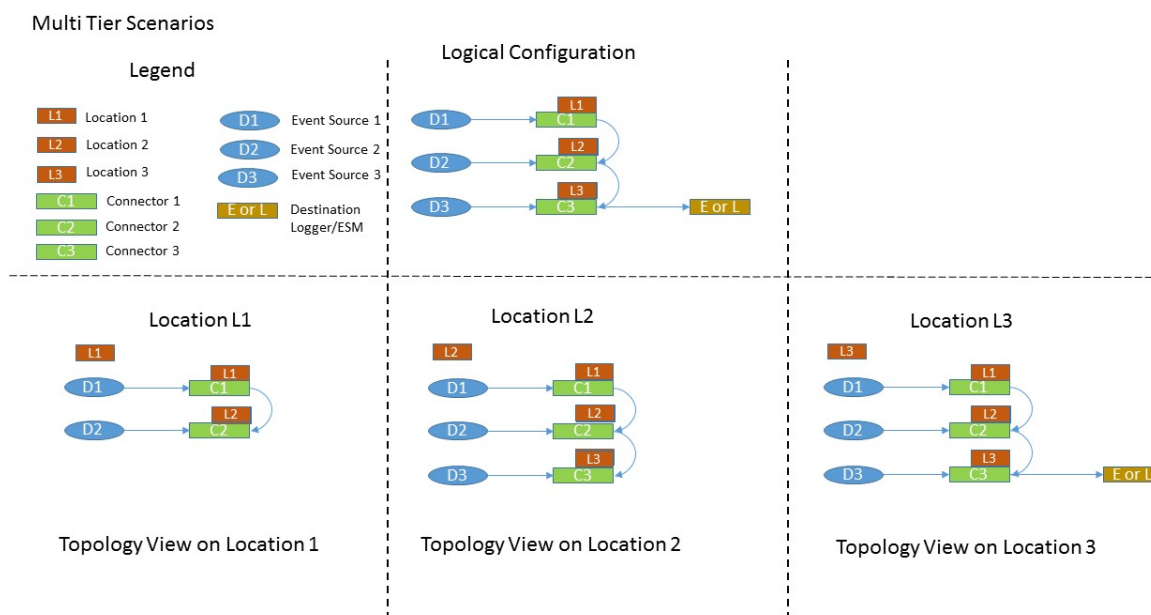 Multi Tier Scenarios
Legend
L1 Location 1
L2 Location 2
L3 Location 3
C1 Connector 1
C2 Connector 2
C3 Connector 3
D1 Event Source 1
D2 Event Source 2
D3 Event Source 3
E or L Destination
Logger/ESM
Logical Configuration
L1
D1 C1
L2
D2 C2
L3
D3 C3 E or L
Location L1
L1
L1
D1 C1
L2
D2 C2
Topology View on Location 1
Location L2
L2
L1
D1 C1
L2
D2 C2
L3
D3 C3
Topology View on Location 2
Location L3
L3
L1
D1 C1
L2
D2 C2
L3
D3 C3 E or L
Topology View on Location 3